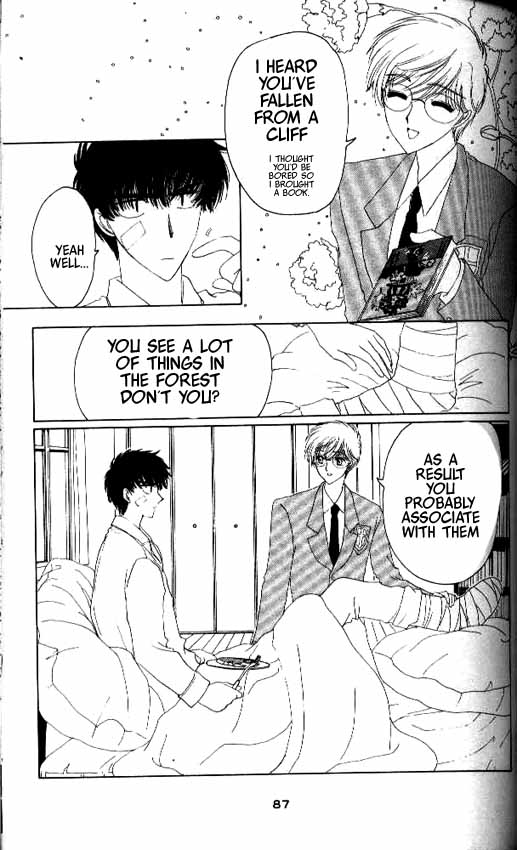 I HEARD
YOU'VE
FALLEN
FROM A
CLIFF
I THOUGHT
YOU'D BE
BORED SO
I BROUGHT
A BOOK.
YEAH
WELL...
YOU SEE A LOT
OF THINGS IN
THE FOREST
DON'T YOU?
AS A
RESULT
YOU
PROBABLY
ASSOCIATE
WITH THEM
87